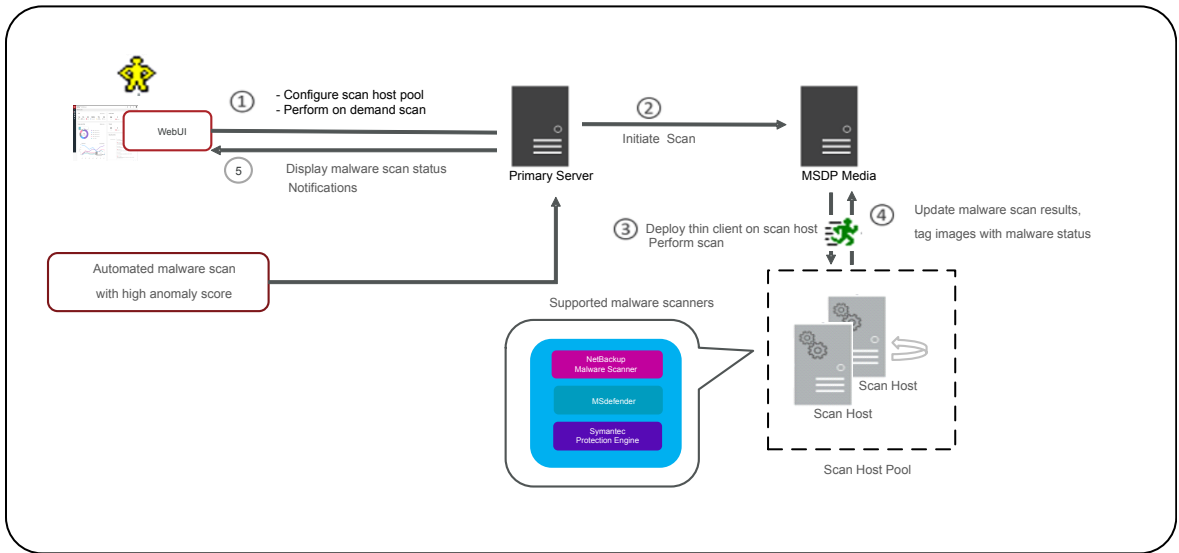 ①
- Configure scan host pool
- Perform on demand scan
WebUI
5
Display malware scan status
Notifications
Primary Server
②
Initiate Scan
MSDP Media
③
Deploy thin client on scan host
Perform scan
④
Update malware scan results,
tag images with malware status
Automated malware scan
with high anomaly score
Supported malware scanners
NetBackup
Malware Scanner
MSdefender
Symantec
Protection Engine
Scan Host
Scan Host
Scan Host Pool